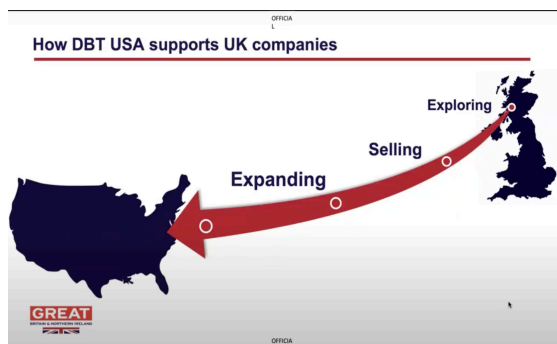 OFFICIA
L
How DBT USA supports UK companies
Exploring
Selling
Expanding
GREAT
BRITAIN & NORTHERN IRELAND
OFFICIA